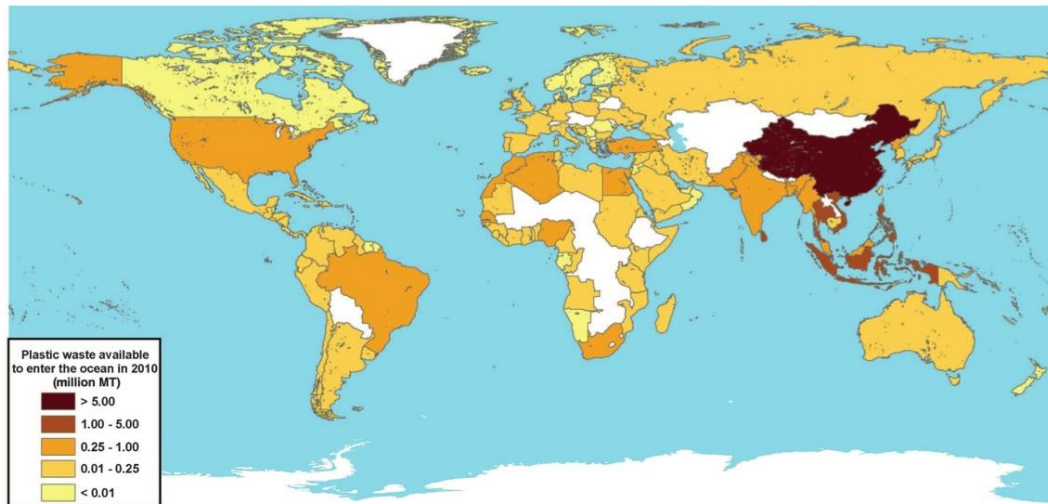 Plastic waste available
to enter the ocean in 2010
(million MT)
> 5.00
1.00 - 5.00
0.25 - 1.00
0.01 - 0.25
< 0.01